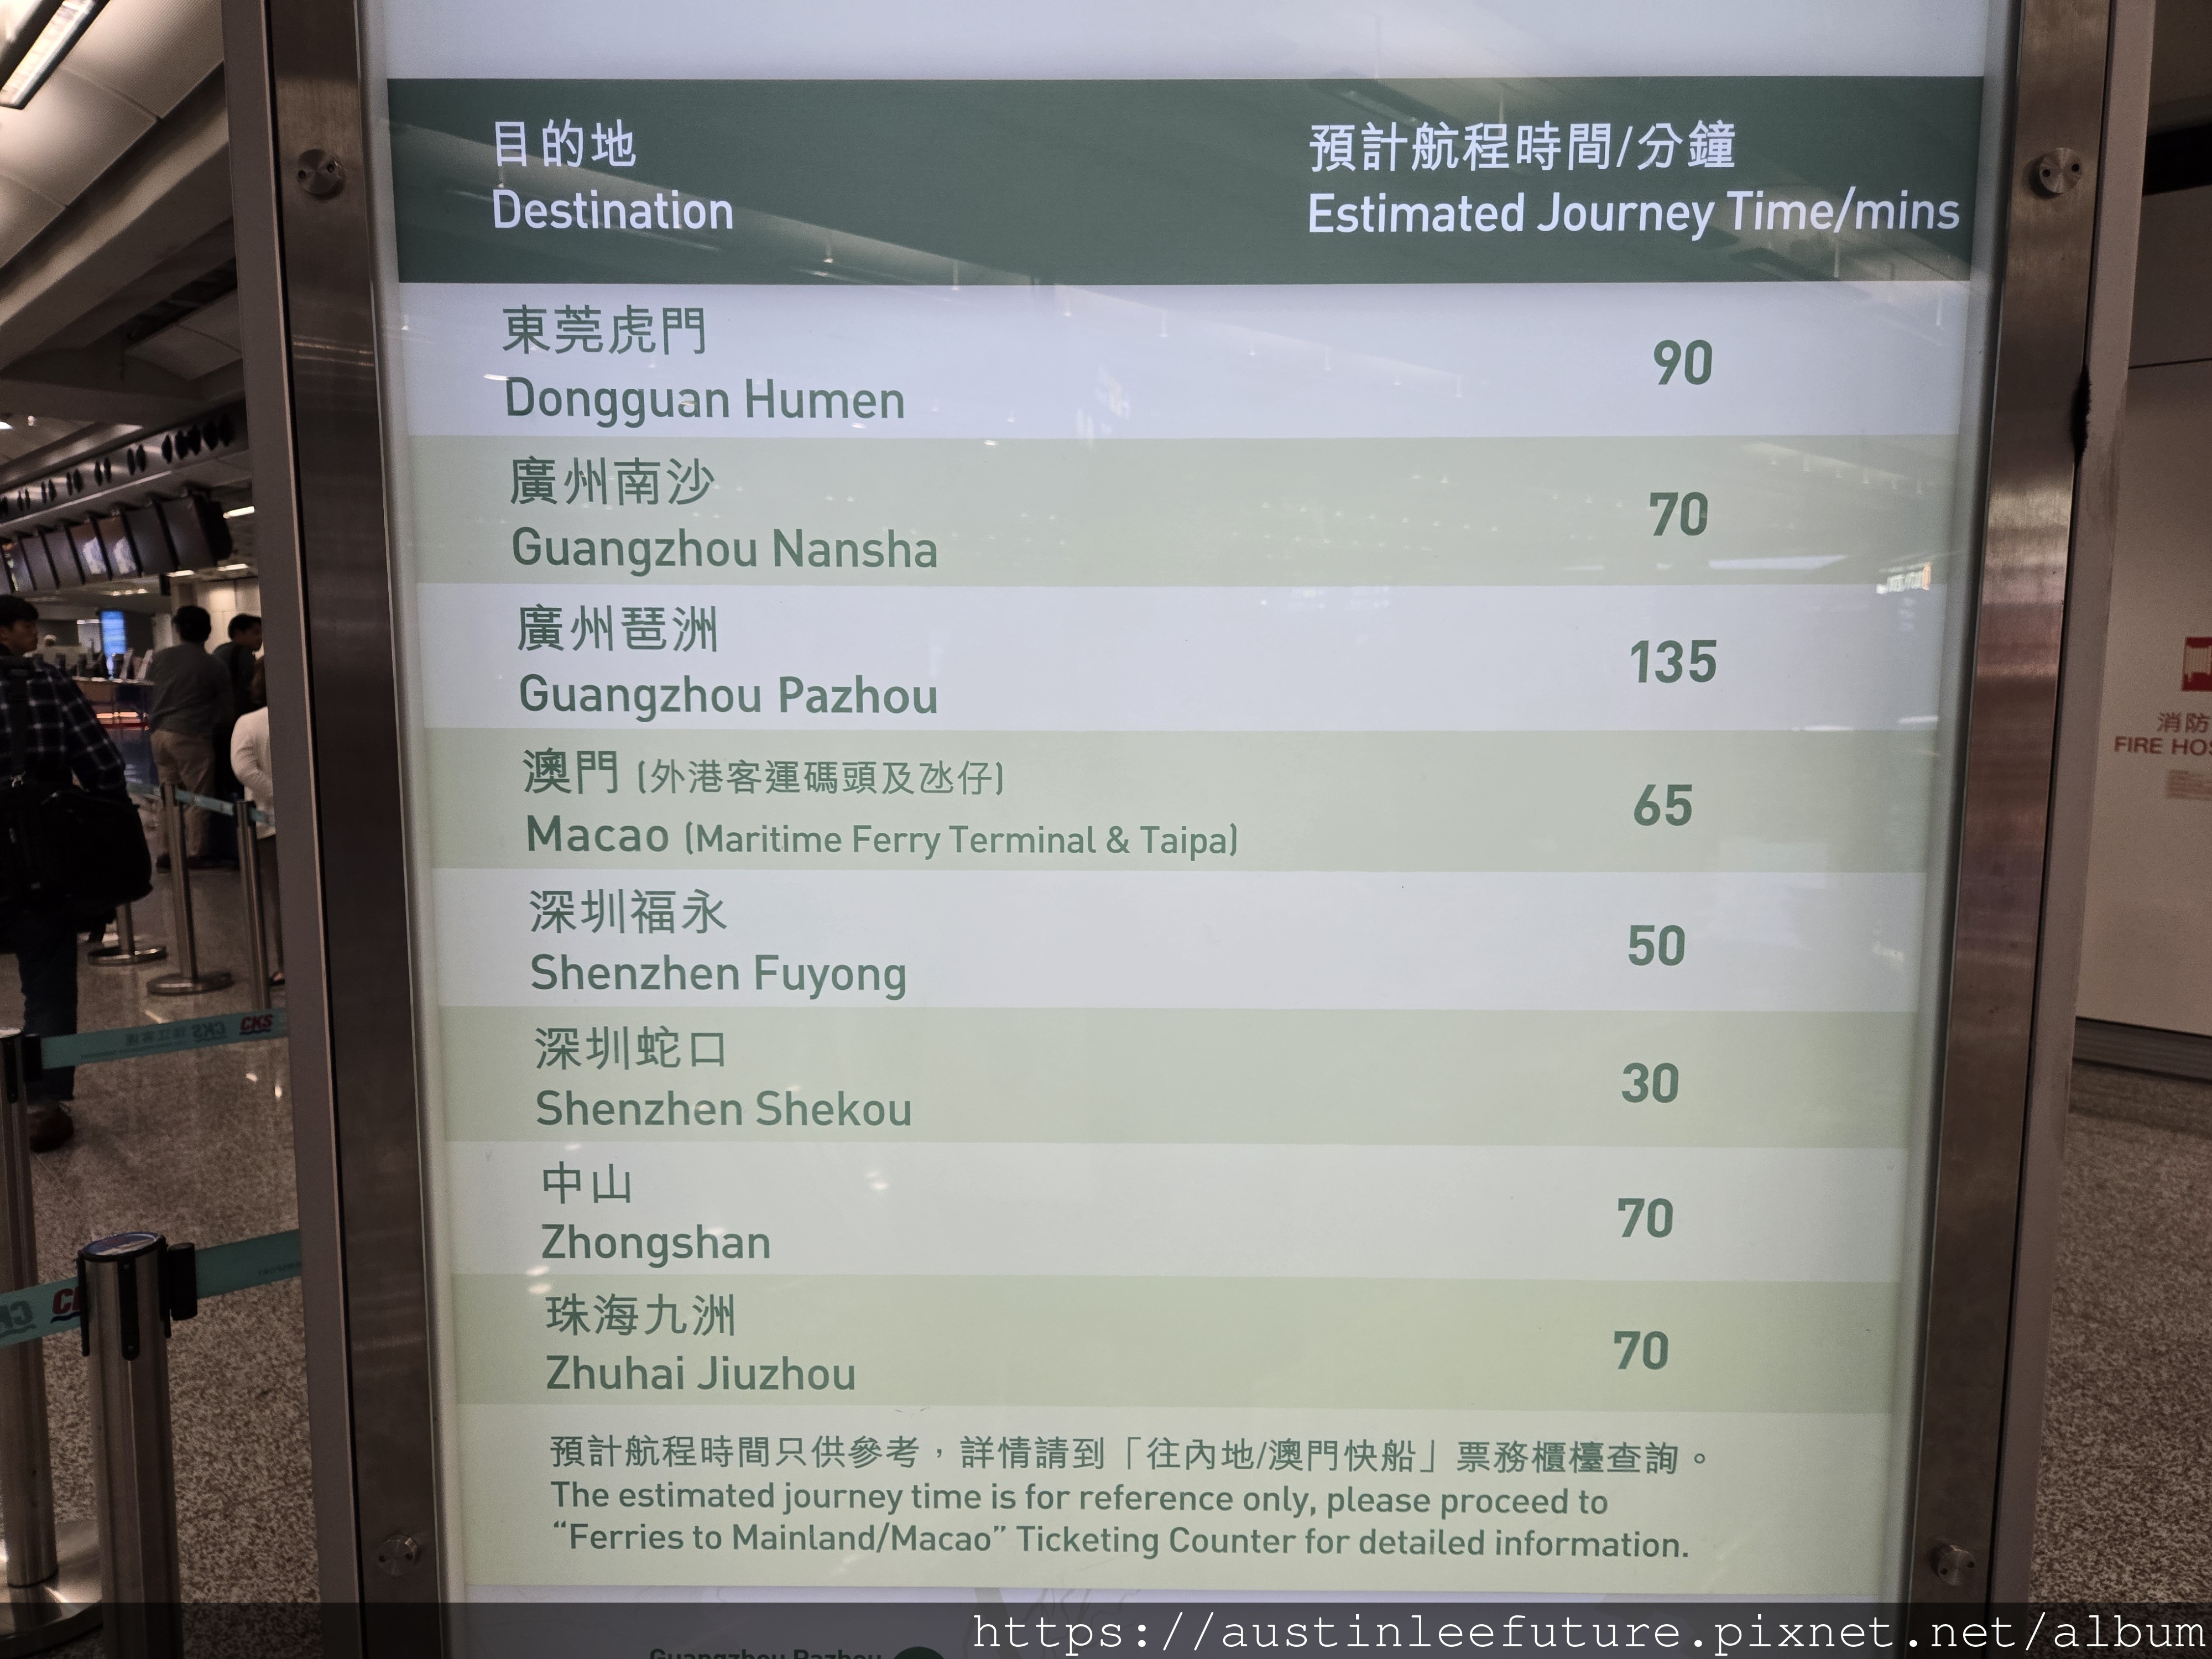 目的地
Destination
預計航程時間/分鐘
Estimated Journey Time/mins
東莞虎門
Dongguan Humen
90
廣州南沙
Guangzhou Nansha
70
廣州琶洲
Guangzhou Pazhou
135
澳門 (外港客運碼頭及氹仔)
Macao (Maritime Ferry Terminal & Taipa)
65
深圳福永
Shenzhen Fuyong
50
深圳蛇口
Shenzhen Shekou
30
中山
Zhongshan
70
珠海九洲
Zhuhai Jiuzhou
70
預計航程時間只供參考，詳情請到「往內地/澳門快船」票務櫃檯查詢。
The estimated journey time is for reference only, please proceed to
“Ferries to Mainland/Macao” Ticketing Counter for detailed information.
Guangzhou Pazhou
消防
FIRE HOS
CKS
https://austinleefuture.pixnet.net/album